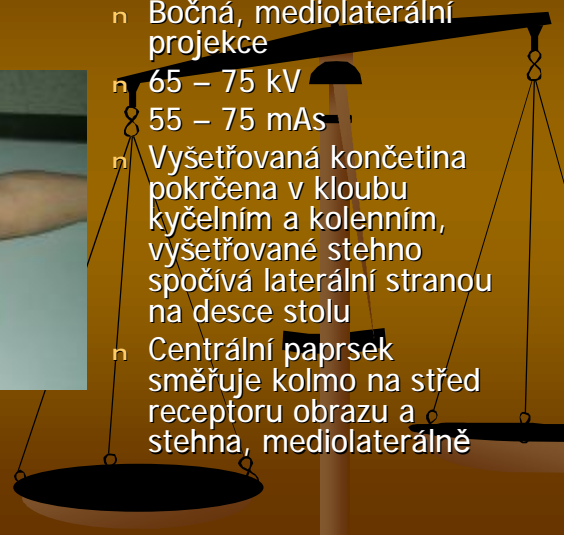 n Bočná, mediolaterální
projekce
n 65 – 75 kV
n 55 – 75 mAs
n Vyšetřovaná končetina
pokrčena v kloubu
kyčelním a kolenním,
vyšetřované stehno
spočívá laterální stranou
na desce stolu
n Centrální paprsek
směřuje kolmo na střed
receptoru obrazu a
stehna, mediolaterálně